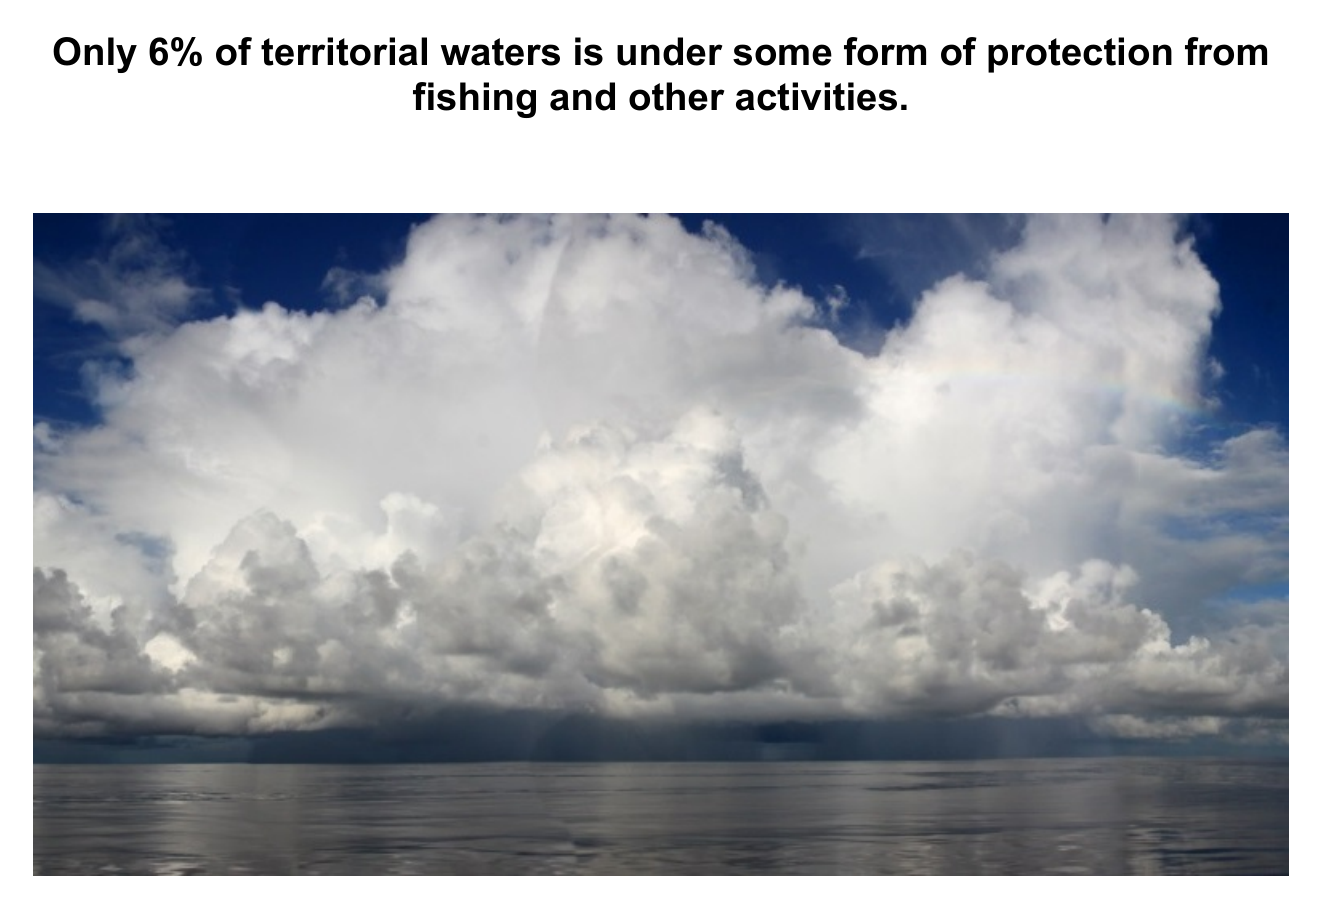 Only 6% of territorial waters is under some form of protection from
fishing and other activities.